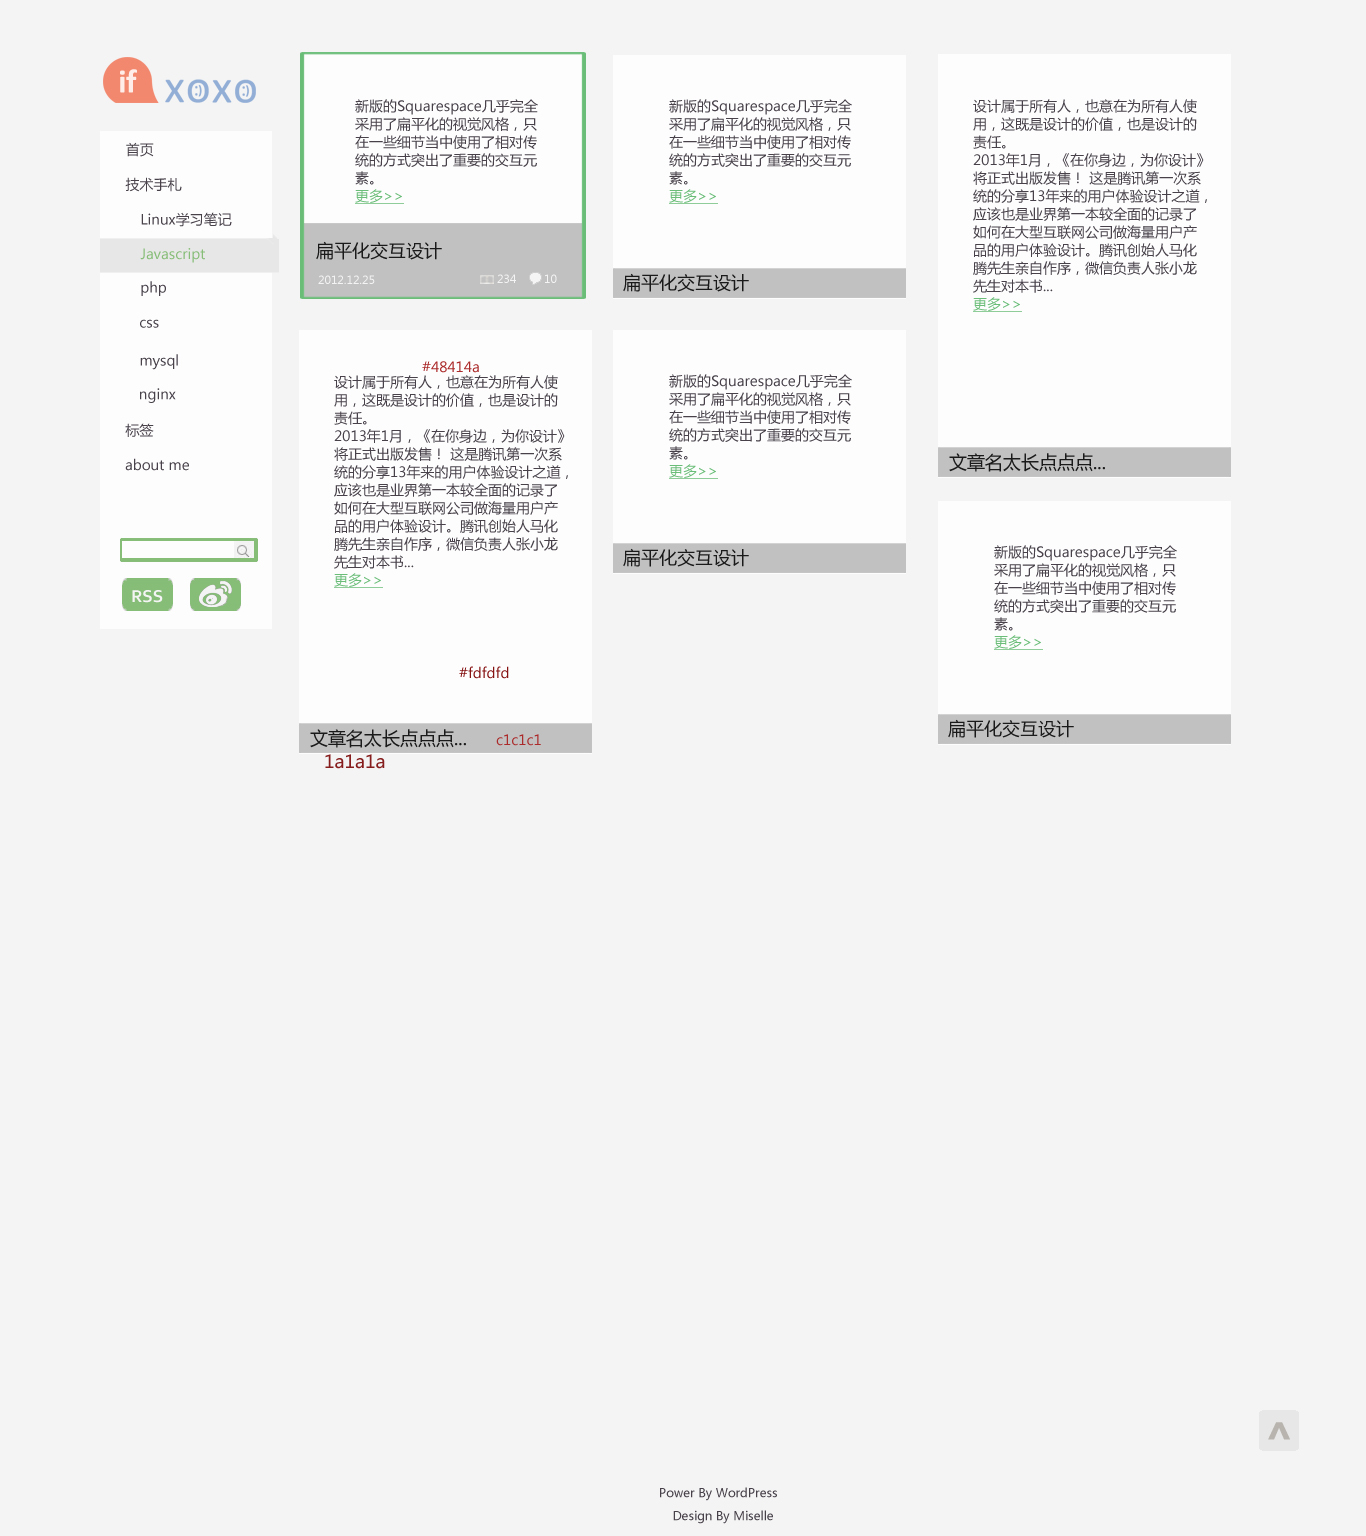 if xoxo
首页
技术手札
Linux学习笔记
Javascript
php
css
mysql
nginx
标签
about me
RSS
新版的Squarespace几乎完全
采用了扁平化的视觉风格，只
在一些细节当中使用了相对传
统的方式突出了重要的交互元
素。
更多>>
扁平化交互设计
2012.12.25 234 10
#48414a
设计属于所有人，也意在为所有人使
用，这既是设计的价值，也是设计的
责任。
2013年1月，《在你身边，为你设计》
将正式出版发售！ 这是腾讯第一次系
统的分享13年来的用户体验设计之道，
应该也是业界第一本较全面的记录了
如何在大型互联网公司做海量用户产
品的用户体验设计。腾讯创始人马化
腾先生亲自作序，微信负责人张小龙
先生对本书...
更多>>
#fdfdfd
文章名太长点点点... c1c1c1
1a1a1a
新版的Squarespace几乎完全
采用了扁平化的视觉风格，只
在一些细节当中使用了相对传
统的方式突出了重要的交互元
素。
更多>>
扁平化交互设计
新版的Squarespace几乎完全
采用了扁平化的视觉风格，只
在一些细节当中使用了相对传
统的方式突出了重要的交互元
素。
更多>>
扁平化交互设计
设计属于所有人，也意在为所有人使
用，这既是设计的价值，也是设计的
责任。
2013年1月，《在你身边，为你设计》
将正式出版发售！ 这是腾讯第一次系
统的分享13年来的用户体验设计之道，
应该也是业界第一本较全面的记录了
如何在大型互联网公司做海量用户产
品的用户体验设计。腾讯创始人马化
腾先生亲自作序，微信负责人张小龙
先生对本书...
更多>>
文章名太长点点点...
新版的Squarespace几乎完全
采用了扁平化的视觉风格，只
在一些细节当中使用了相对传
统的方式突出了重要的交互元
素。
更多>>
扁平化交互设计
Power By WordPress
Design By Miselle